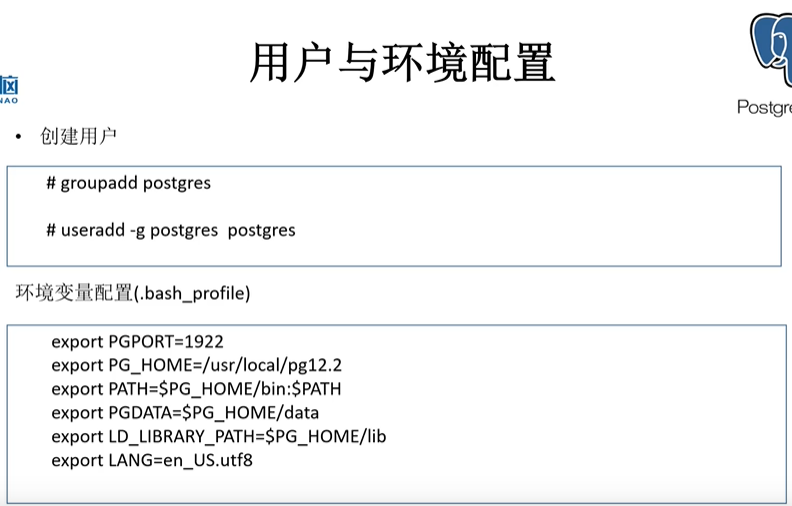 用户与环境配置
NAO
Postgre
• 创建用户
# groupadd postgres
# useradd -g postgres  postgres
环境变量配置(.bash_profile)
export PGPORT=1922
export PG_HOME=/usr/local/pg12.2
export PATH=$PG_HOME/bin:$PATH
export PGDATA=$PG_HOME/data
export LD_LIBRARY_PATH=$PG_HOME/lib
export LANG=en_US.utf8